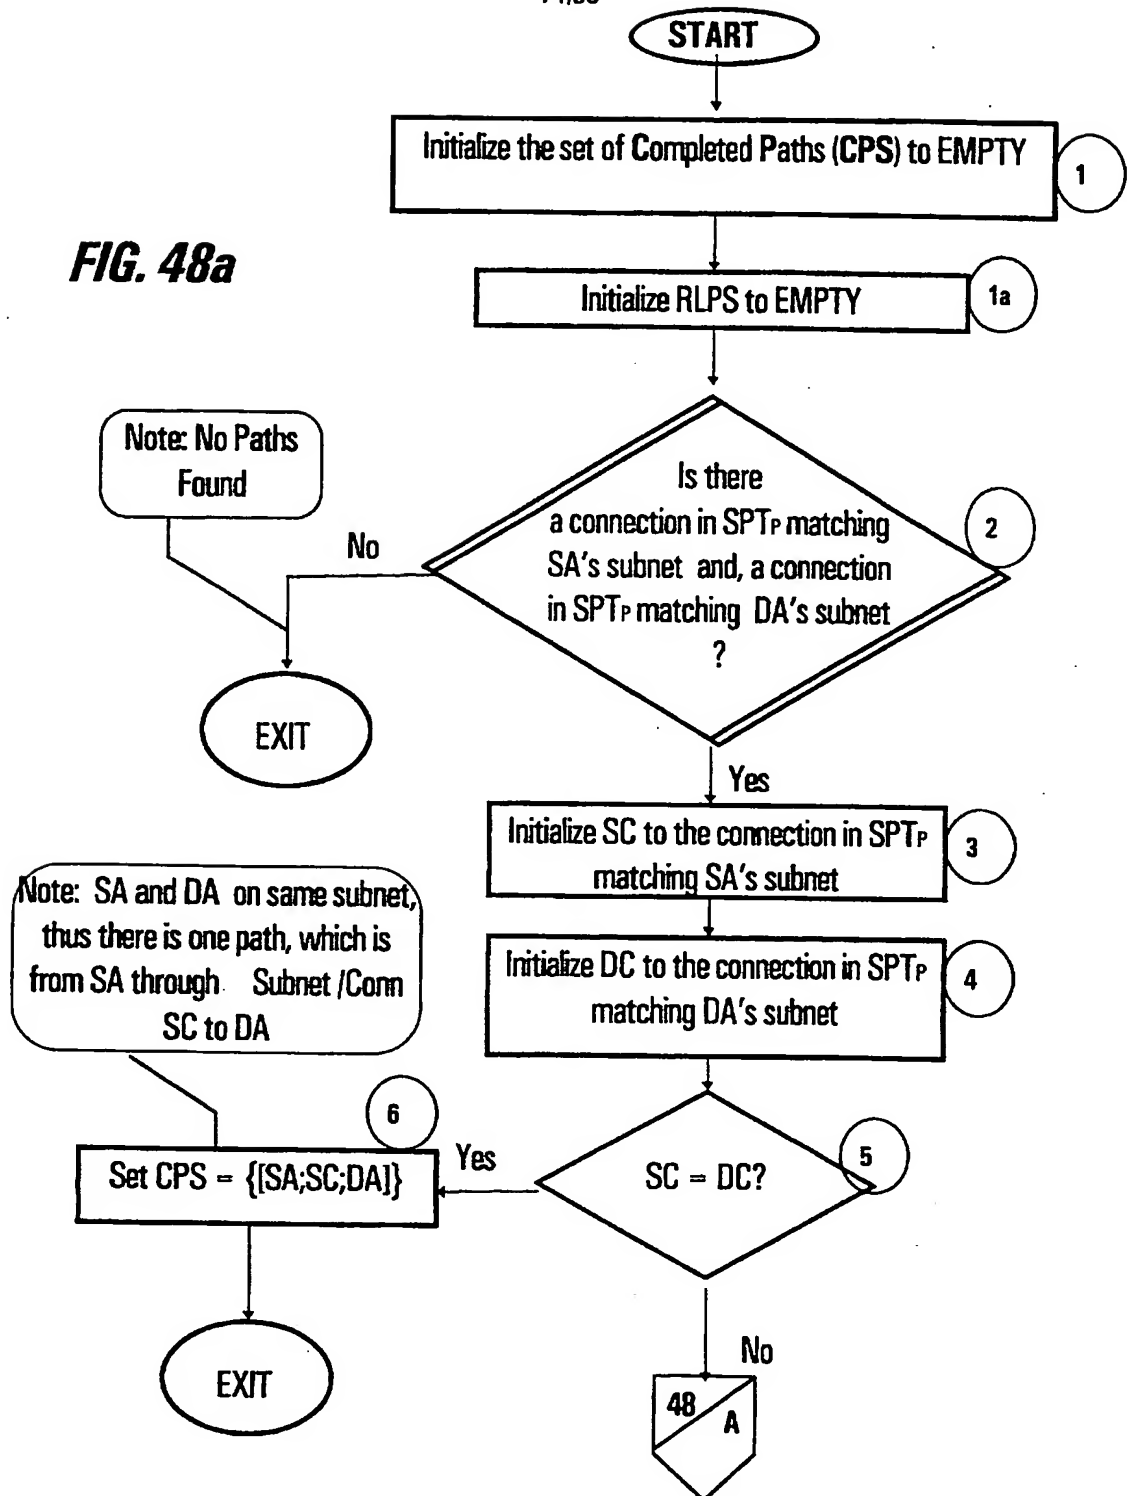 START
Initialize the set of Completed Paths (CPS) to EMPTY
1
FIG. 48a
Initialize RLPS to EMPTY
1a
Note: No Paths
Found
No
Is there
a connection in SPTP matching
SA's subnet and, a connection
in SPTP matching DA's subnet
?
2
EXIT
Yes
Initialize SC to the connection in SPTP
matching SA's subnet
3
Note: SA and DA on same subnet,
thus there is one path, which is
from SA through Subnet /Conn
SC to DA
Initialize DC to the connection in SPTP
matching DA's subnet
4
6
Set CPS = {[SA;SC;DA]}
Yes
SC = DC?
5
EXIT
No
48
A